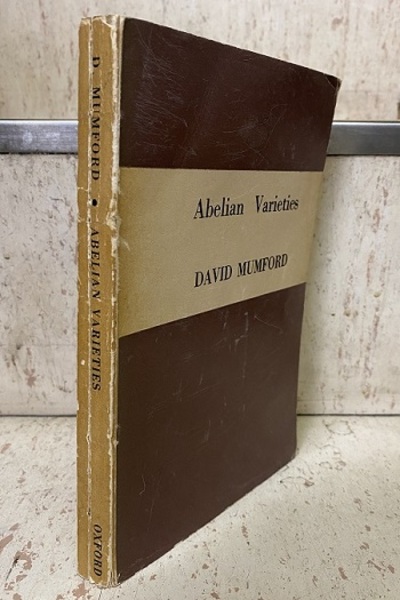 Abelian Varieties
DAVID MUMFORD
D MUMFORD • ABELIAN VARIETIES
OXFORD